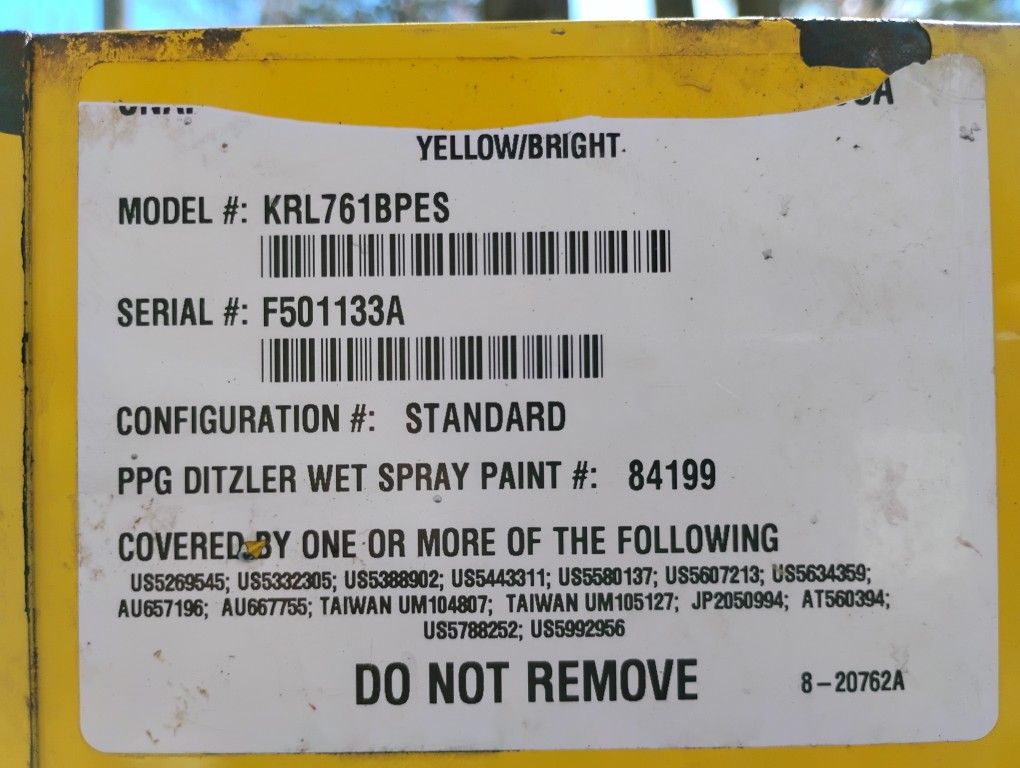 YELLOW/BRIGHT
MODEL #: KRL761BPES
SERIAL #: F501133A
CONFIGURATION #: STANDARD
PPG DITZLER WET SPRAY PAINT #: 84199
COVERED BY ONE OR MORE OF THE FOLLOWING
US5269545; US5332305; US5388902; US5443311; US5580137; US5607213; US5634359;
AU657196; AU667755; TAIWAN UM104807; TAIWAN UM105127; JP2050994; AT560394;
US5788252; US5992956
DO NOT REMOVE 8-20762A